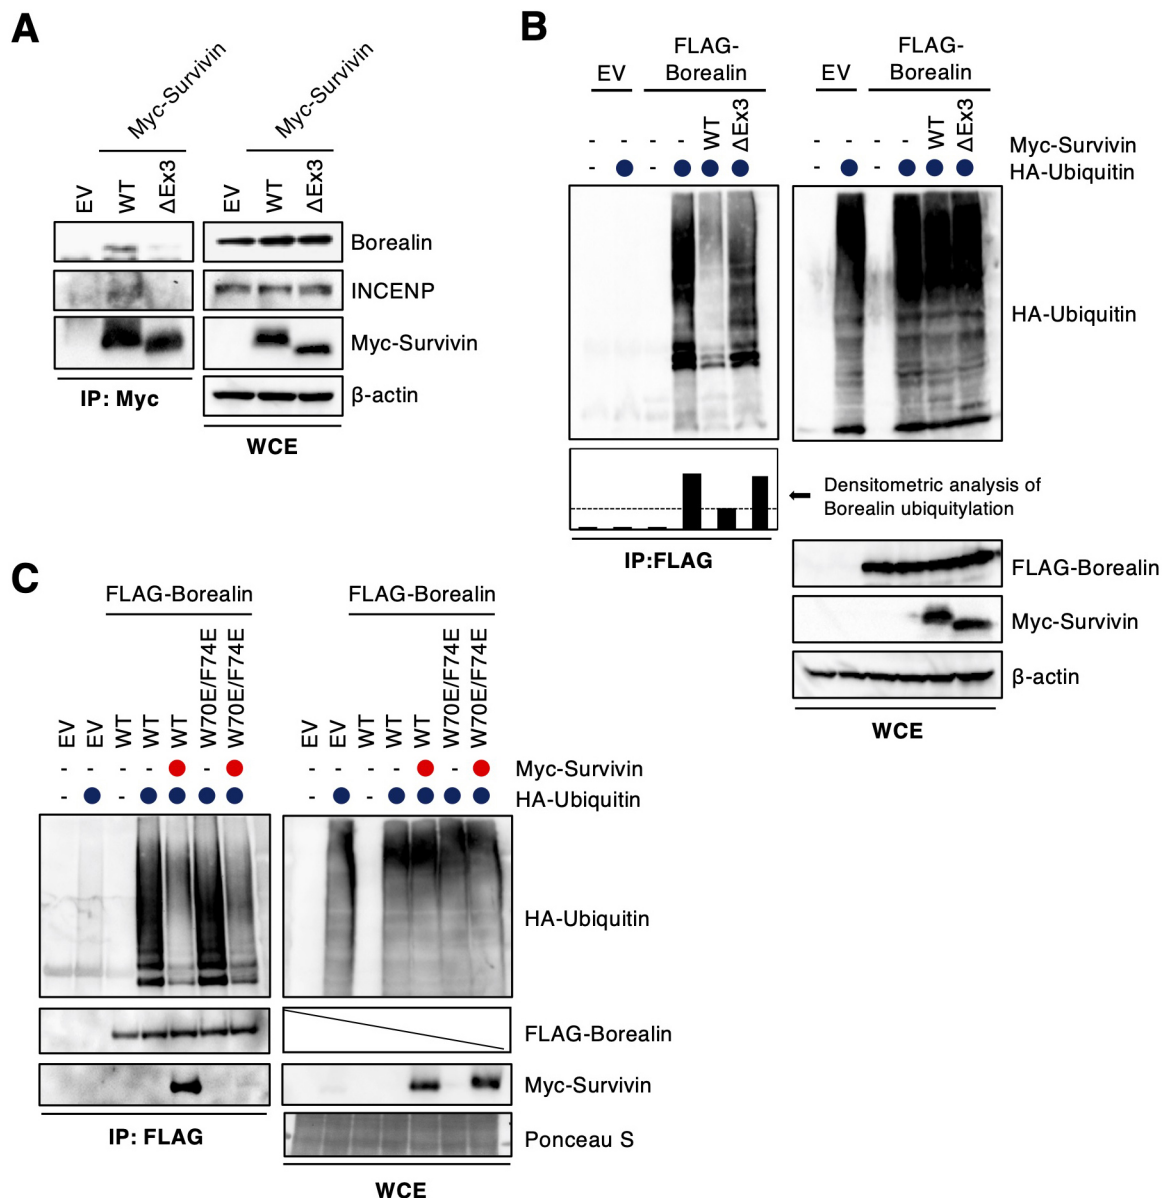 A
Myc-Survivin
Myc-Survivin
EV
WT
ΔEx3
EV
WT
ΔEx3
Borealin
INCENP
Myc-Survivin
β-actin
IP: Myc
WCE
B
EV
FLAG-
Borealin
EV
FLAG-
Borealin
- - - - WT ΔEx3
- - - - WT ΔEx3
Myc-Survivin
- -
- -
HA-Ubiquitin
HA-Ubiquitin
Densitometric analysis of
Borealin ubiquitylation
IP:FLAG
FLAG-Borealin
Myc-Survivin
β-actin
WCE
C
FLAG-Borealin
FLAG-Borealin
EV
EV
WT
WT
WT
W70E/F74E
W70E/F74E
EV
EV
WT
WT
WT
W70E/F74E
W70E/F74E
- - - - -
- - - - -
Myc-Survivin
- -
- -
HA-Ubiquitin
HA-Ubiquitin
FLAG-Borealin
Myc-Survivin
Ponceau S
IP: FLAG
WCE